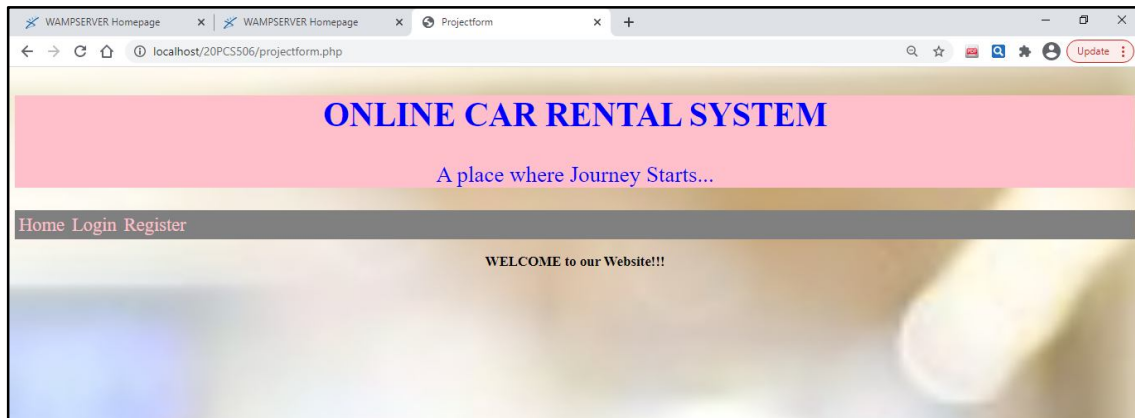 WAMPSERVER Homepage WAMPSERVER Homepage Projectform
localhost/20PCS506/projectform.php Update
ONLINE CAR RENTAL SYSTEM
A place where Journey Starts...
Home Login Register
WELCOME to our Website!!!